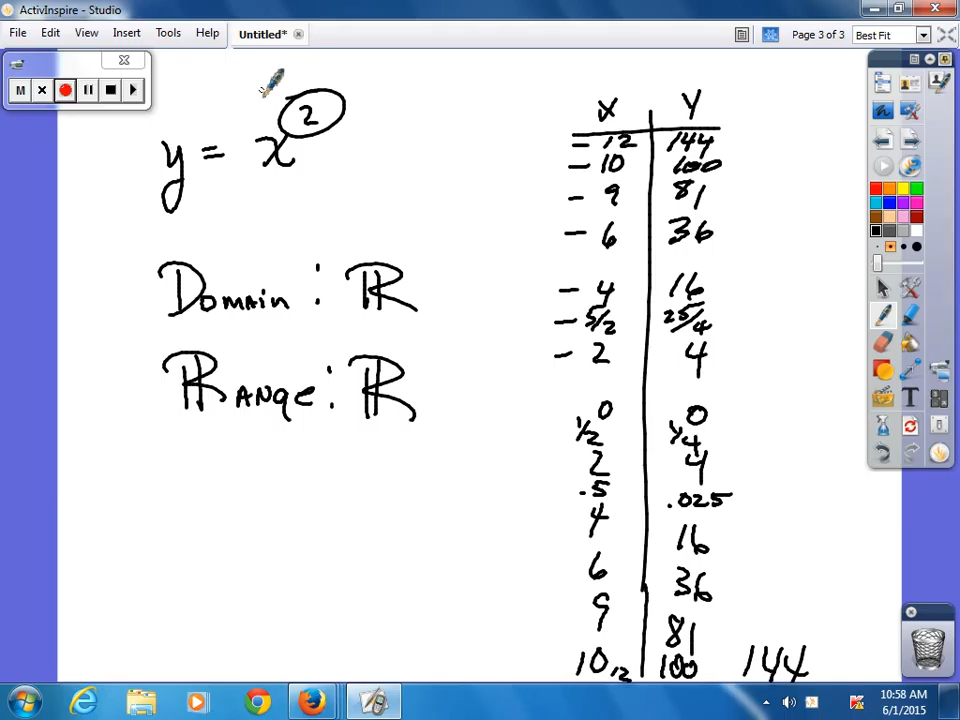 ActivInspire - Studio
File Edit View Insert Tools Help Untitled* Page 3 of 3 Best Fit
M
y = x²
Domain : ℝ
Range : ℝ
X Y
-12 144
-10 100
-9 81
-6 36
-4 16
-5/2 25/4
-2 4
0 0
1/2 1/4
2 4
.5 .025
4 16
6 36
9 81
10 100
12 144
T
10:58 AM
6/1/2015